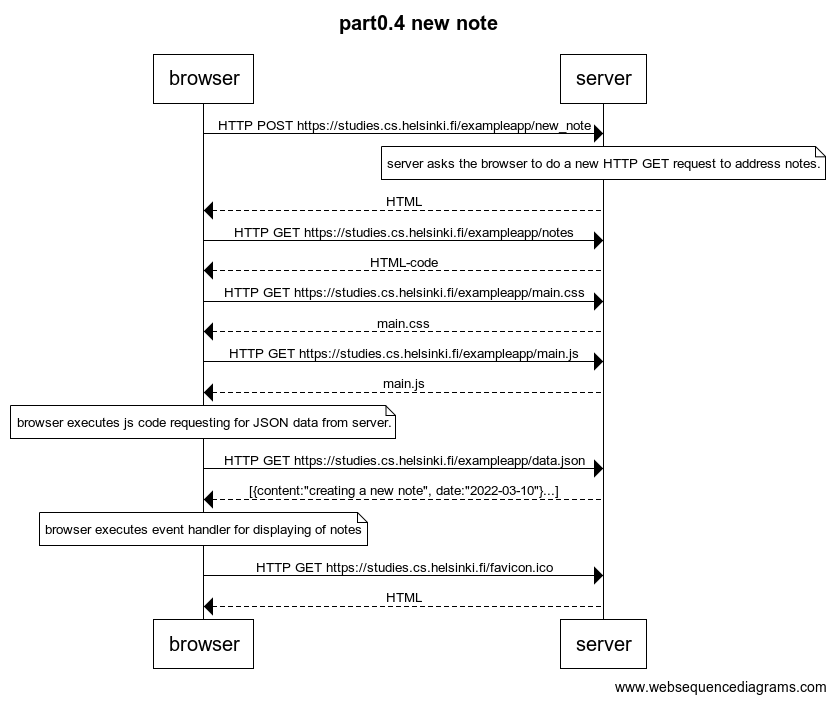 part0.4 new note
browser
server
HTTP POST https://studies.cs.helsinki.fi/exampleapp/new_note
server asks the browser to do a new HTTP GET request to address notes.
HTML
HTTP GET https://studies.cs.helsinki.fi/exampleapp/notes
HTML-code
HTTP GET https://studies.cs.helsinki.fi/exampleapp/main.css
main.css
HTTP GET https://studies.cs.helsinki.fi/exampleapp/main.js
main.js
browser executes js code requesting for JSON data from server.
HTTP GET https://studies.cs.helsinki.fi/exampleapp/data.json
[{content:"creating a new note", date:"2022-03-10"}...]
browser executes event handler for displaying of notes
HTTP GET https://studies.cs.helsinki.fi/favicon.ico
HTML
browser
server
www.websequencediagrams.com